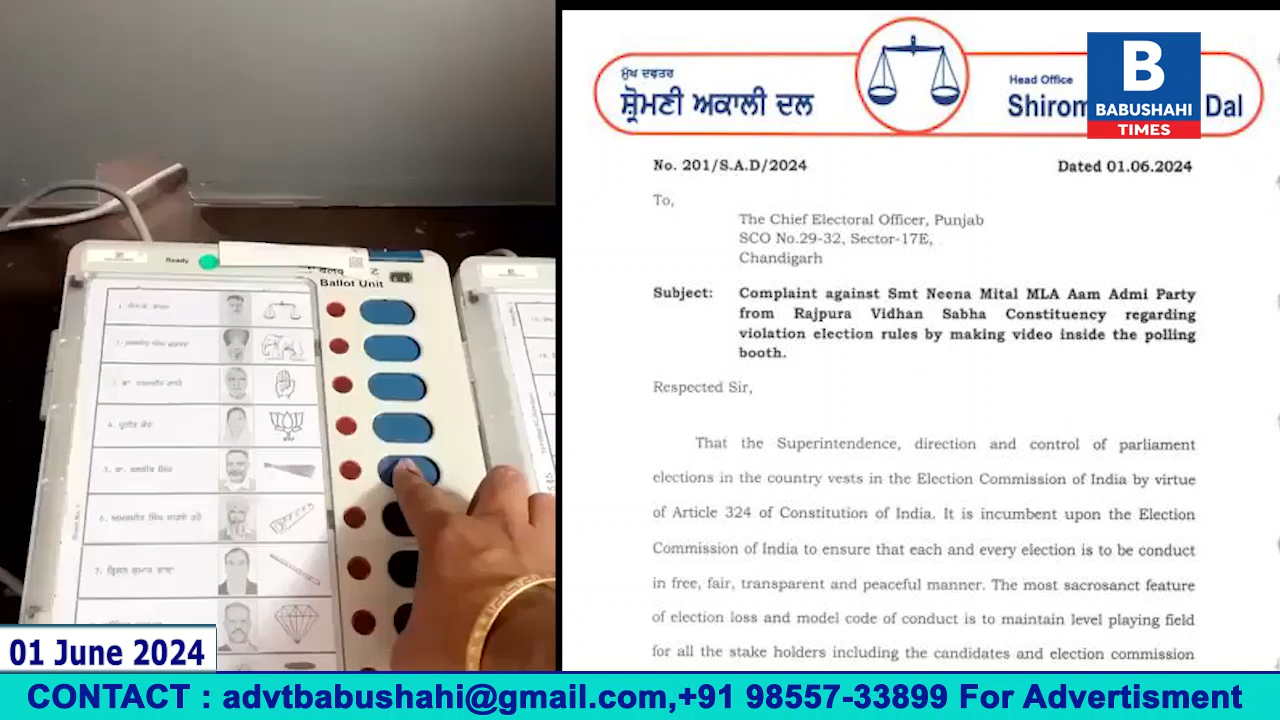 Ready
Ballot Unit
01 June 2024
ਮੁੱਖ ਦਫਤਰ
ਸ਼੍ਰੋਮਣੀ ਅਕਾਲੀ ਦਲ
Head Office
Shirom
Dal
B
BABUSHAHI
TIMES
No. 201/S.A.D/2024
Dated 01.06.2024
To,
The Chief Electoral Officer, Punjab
SCO No.29-32, Sector-17E,
Chandigarh
Subject: Complaint against Smt Neena Mital MLA Aam Admi Party
from Rajpura Vidhan Sabha Constituency regarding
violation election rules by making video inside the polling
booth.
Respected Sir,
That the Superintendence, direction and control of parliament
elections in the country vests in the Election Commission of India by virtue
of Article 324 of Constitution of India. It is incumbent upon the Election
Commission of India to ensure that each and every election is to be conduct
in free, fair, transparent and peaceful manner. The most sacrosanct feature
of election loss and model code of conduct is to maintain level playing field
for all the stake holders including the candidates and election commission
CONTACT : advtbabushahi@gmail.com,+91 98557-33899 For Advertisment